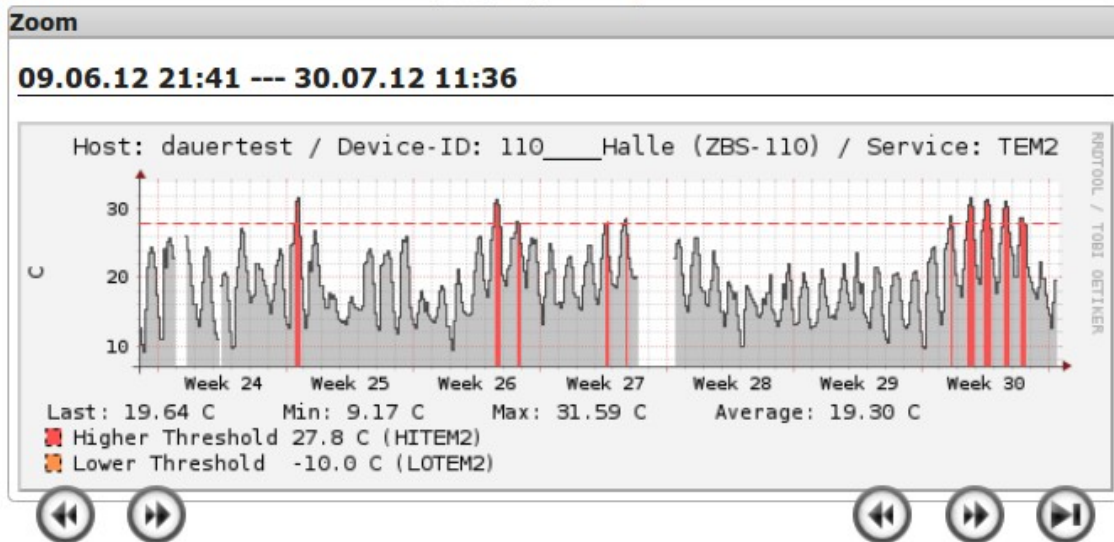 Zoom
09.06.12 21:41 --- 30.07.12 11:36
Host: dauertest / Device-ID: 110____Halle (ZBS-110) / Service: TEM2
RRDTOOL / TOBI OETIKER
C
30
20
10
Week 24 Week 25 Week 26 Week 27 Week 28 Week 29 Week 30
Last: 19.64 C Min: 9.17 C Max: 31.59 C Average: 19.30 C
Higher Threshold 27.8 C (HITEM2)
Lower Threshold -10.0 C (LOTEM2)